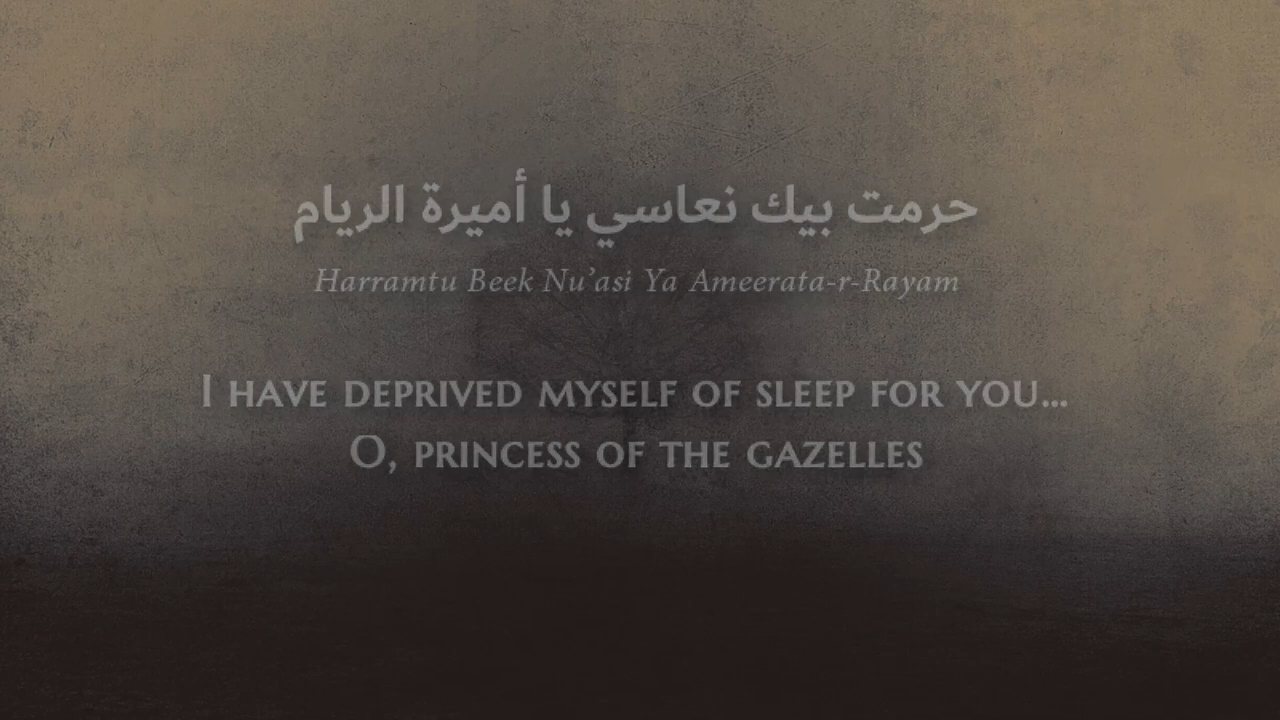 حرمت بيك نعاسي يا أميرة الريام
Harramtu Beek Nu’asi Ya Ameerata-r-Rayam
I have deprived myself of sleep for you...
O, princess of the gazelles